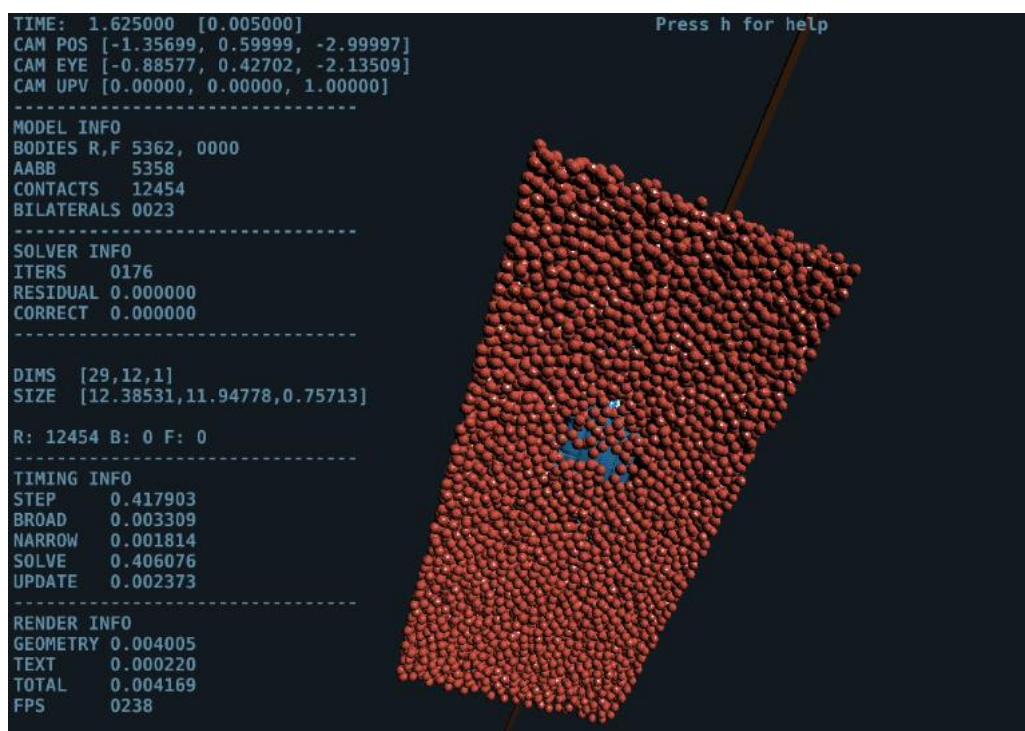 TIME:  1.625000  [0.005000]
Press h for help
CAM POS [-1.35699, 0.59999, -2.99997]
CAM EYE [-0.88577, 0.42702, -2.13509]
CAM UPV [0.00000, 0.00000, 1.00000]
--------------------------------
MODEL INFO
BODIES R,F 5362, 0000
AABB       5358
CONTACTS   12454
BILATERALS 0023
--------------------------------
SOLVER INFO
ITERS    0176
RESIDUAL 0.000000
CORRECT  0.000000
--------------------------------
DIMS  [29,12,1]
SIZE  [12.38531,11.94778,0.75713]
R: 12454 B: 0 F: 0
--------------------------------
TIMING INFO
STEP     0.417903
BROAD    0.003309
NARROW   0.001814
SOLVE    0.406076
UPDATE   0.002373
--------------------------------
RENDER INFO
GEOMETRY 0.004005
TEXT     0.000220
TOTAL    0.004169
FPS      0238